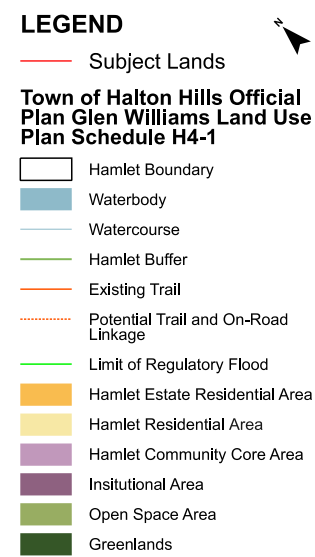 LEGEND
N
Subject Lands
Town of Halton Hills Official
Plan Glen Williams Land Use
Plan Schedule H4-1
Hamlet Boundary
Waterbody
Watercourse
Hamlet Buffer
Existing Trail
Potential Trail and On-Road
Linkage
Limit of Regulatory Flood
Hamlet Estate Residential Area
Hamlet Residential Area
Hamlet Community Core Area
Insitutional Area
Open Space Area
Greenlands